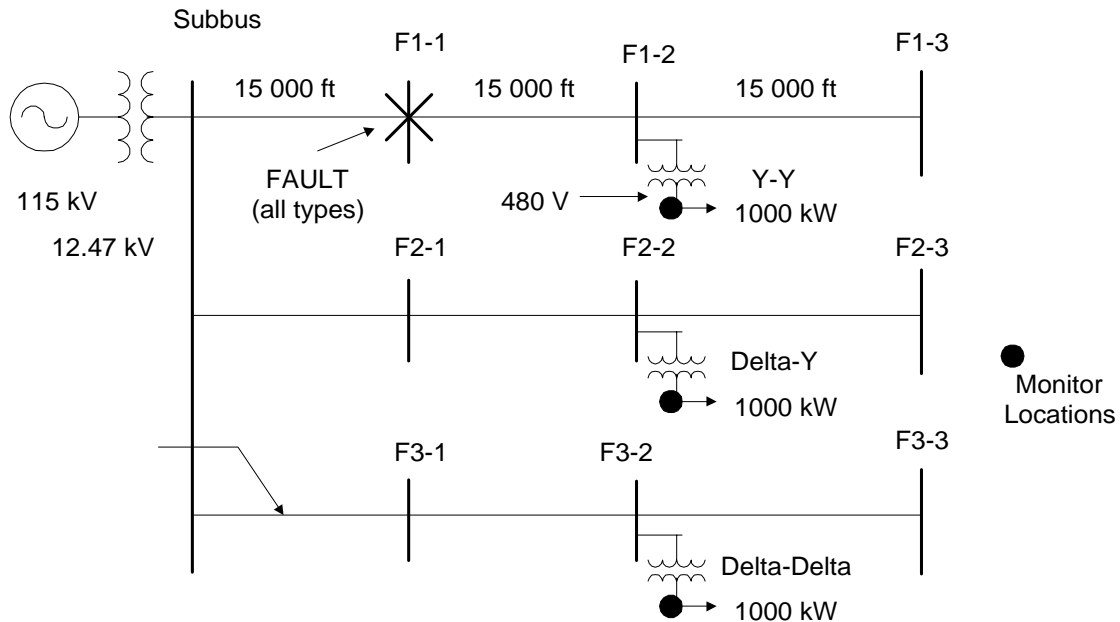 Subbus
F1-1
F1-2
F1-3
15 000 ft
15 000 ft
15 000 ft
115 kV
12.47 kV
FAULT
(all types)
480 V
Y-Y
1000 kW
F2-1
F2-2
F2-3
Delta-Y
1000 kW
Monitor
Locations
F3-1
F3-2
F3-3
Delta-Delta
1000 kW